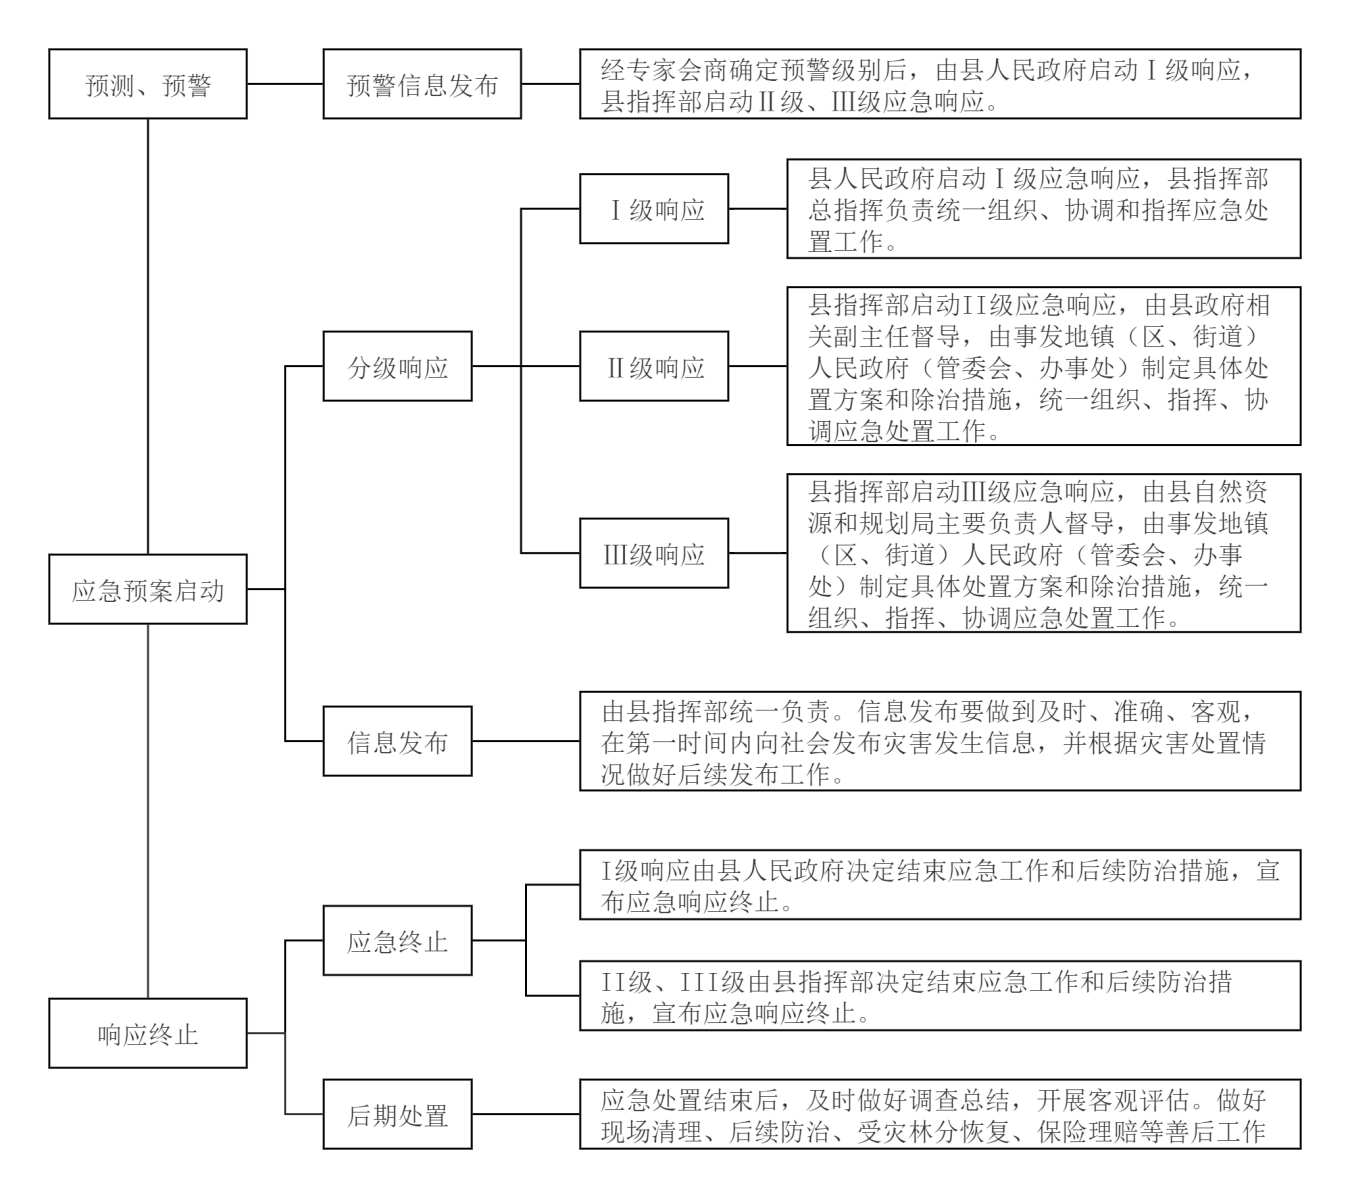 预测、预警
预警信息发布
经专家会商确定预警级别后，由县人民政府启动Ⅰ级响应，
县指挥部启动Ⅱ级、Ⅲ级应急响应。
Ⅰ级响应
县人民政府启动Ⅰ级应急响应，县指挥部
总指挥负责统一组织、协调和指挥应急处
置工作。
分级响应
Ⅱ级响应
县指挥部启动II级应急响应，由县政府相
关副主任督导，由事发地镇（区、街道）
人民政府（管委会、办事处）制定具体处
置方案和除治措施，统一组织、指挥、协
调应急处置工作。
Ⅲ级响应
县指挥部启动Ⅲ级应急响应，由县自然资
源和规划局主要负责人督导，由事发地镇
（区、街道）人民政府（管委会、办事
处）制定具体处置方案和除治措施，统一
组织、指挥、协调应急处置工作。
应急预案启动
信息发布
由县指挥部统一负责。信息发布要做到及时、准确、客观，
在第一时间内向社会发布灾害发生信息，并根据灾害处置情
况做好后续发布工作。
应急终止
I级响应由县人民政府决定结束应急工作和后续防治措施，宣
布应急响应终止。
II级、III级由县指挥部决定结束应急工作和后续防治措
施，宣布应急响应终止。
响应终止
后期处置
应急处置结束后，及时做好调查总结，开展客观评估。做好
现场清理、后续防治、受灾林分恢复、保险理赔等善后工作